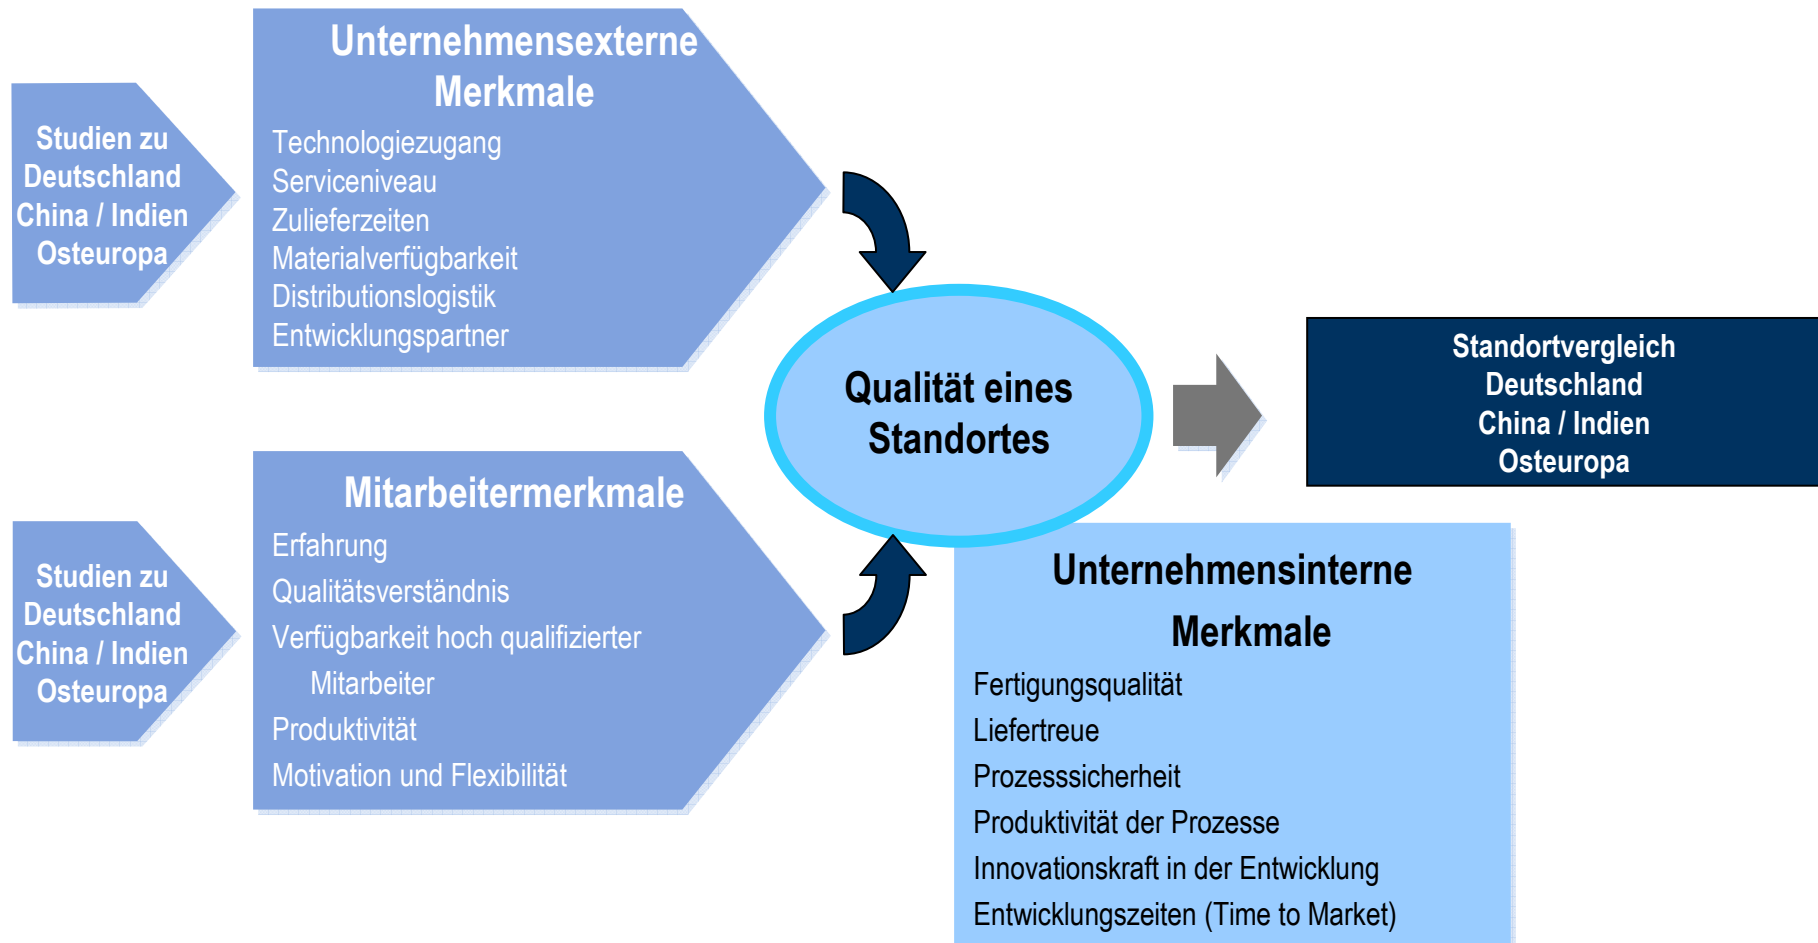 Studien zu
Deutschland
China / Indien
Osteuropa
Unternehmensexterne
Merkmale
Technologiezugang
Serviceniveau
Zulieferzeiten
Materialverfügbarkeit
Distributionslogistik
Entwicklungspartner
Studien zu
Deutschland
China / Indien
Osteuropa
Mitarbeitermerkmale
Erfahrung
Qualitätsverständnis
Verfügbarkeit hoch qualifizierter
Mitarbeiter
Produktivität
Motivation und Flexibilität
Qualität eines
Standortes
Unternehmensinterne
Merkmale
Fertigungsqualität
Liefertreue
Prozesssicherheit
Produktivität der Prozesse
Innovationskraft in der Entwicklung
Entwicklungszeiten (Time to Market)
Standortvergleich
Deutschland
China / Indien
Osteuropa